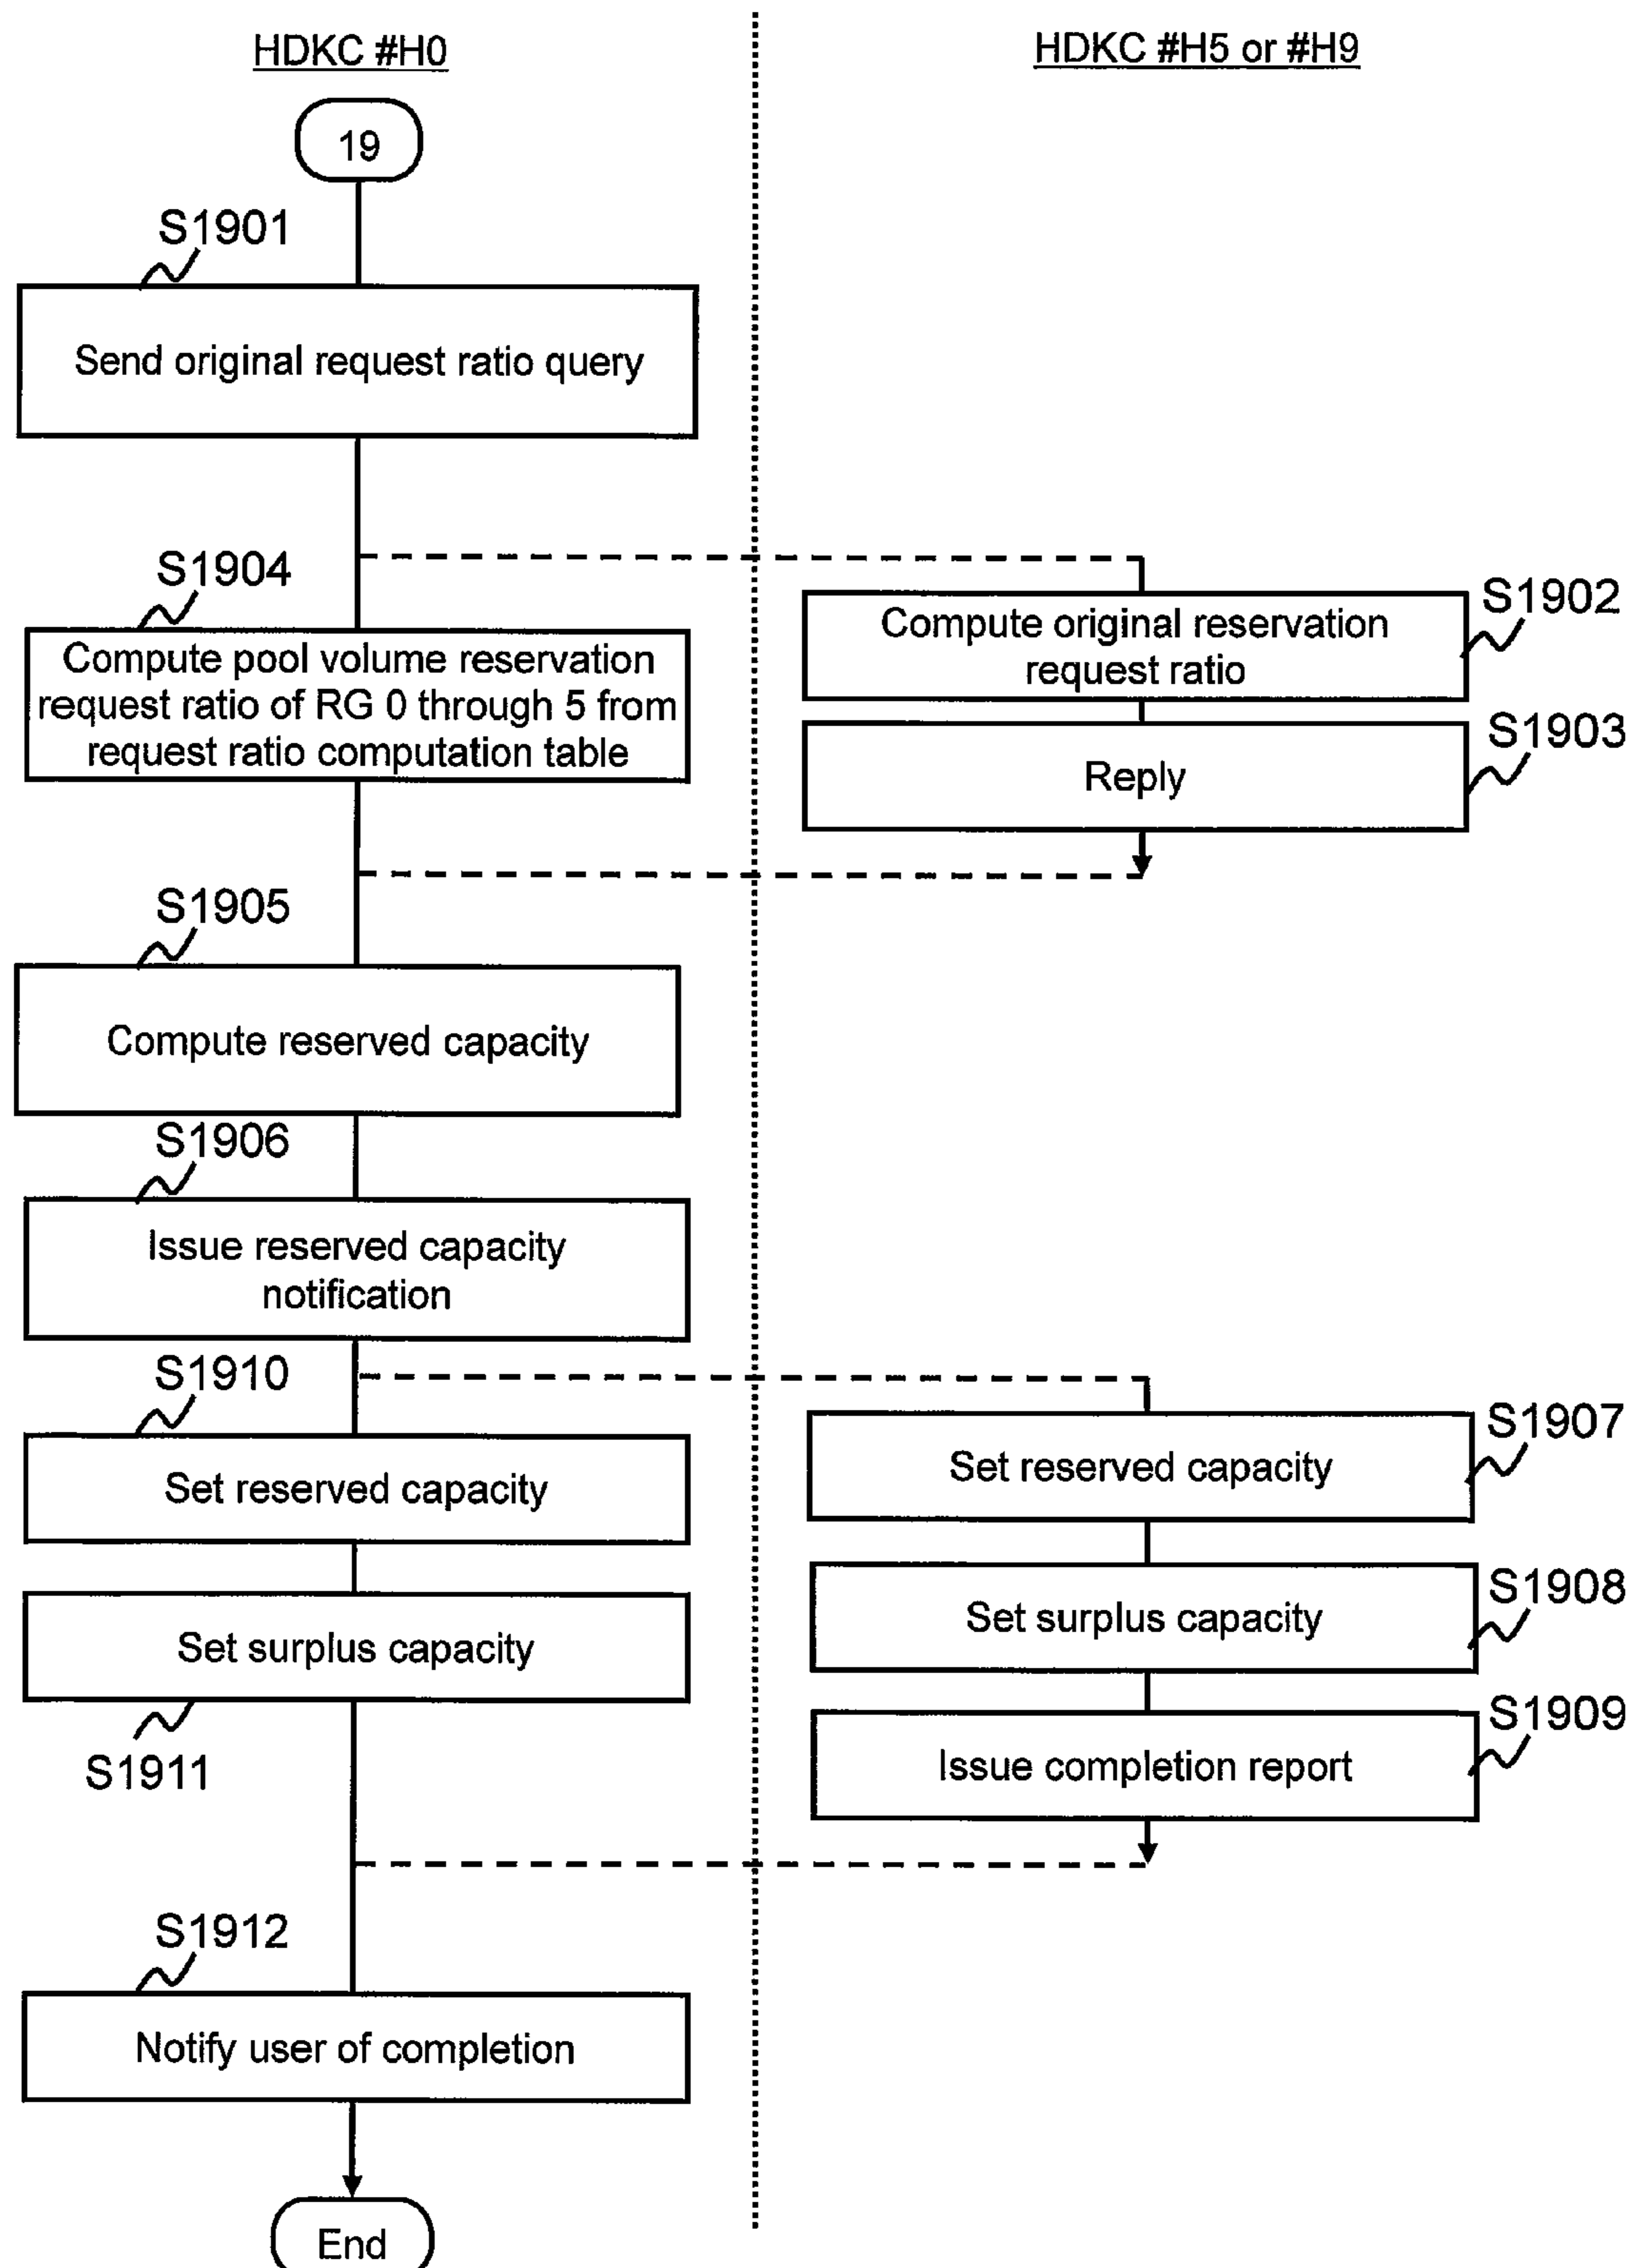 HDKC #H0
HDKC #H5 or #H9
19
S1901
Send original request ratio query
S1904
Compute pool volume reservation
request ratio of RG 0 through 5 from
request ratio computation table
S1902
Compute original reservation
request ratio
S1903
Reply
S1905
Compute reserved capacity
S1906
Issue reserved capacity
notification
S1910
Set reserved capacity
S1907
Set reserved capacity
S1908
Set surplus capacity
Set surplus capacity
S1911
S1909
Issue completion report
S1912
Notify user of completion
End